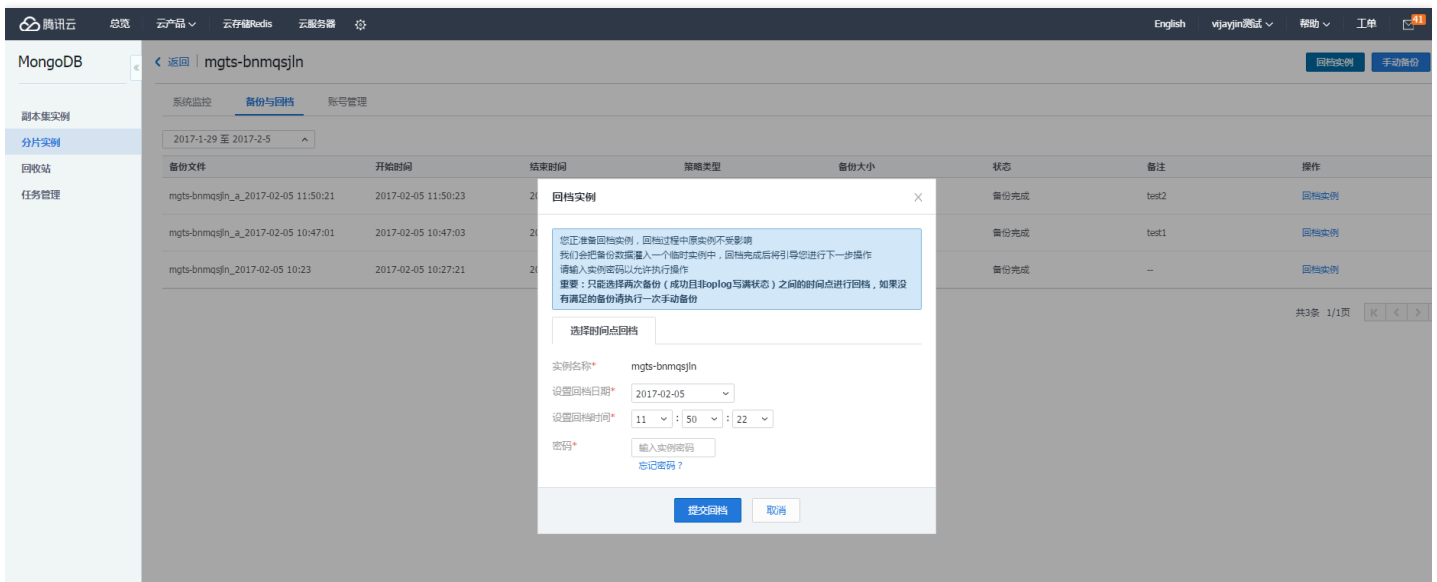 腾讯云 总览 云产品 云存储Redis 云服务器 English vijayjin测试 帮助 工单 41
MongoDB
返回 mgts-bnmqsjln 回档实例 手动备份
系统监控 备份与回档 账号管理
副本集实例
分片实例
回收站
任务管理
2017-1-29 至 2017-2-5
备份文件 开始时间 结束时间 策略类型 备份大小 状态 备注 操作
mgts-bnmqsjln_a_2017-02-05 11:50:21 2017-02-05 11:50:23 20 备份完成 test2 回档实例
mgts-bnmqsjln_a_2017-02-05 10:47:01 2017-02-05 10:47:03 20 备份完成 test1 回档实例
mgts-bnmqsjln_2017-02-05 10:23 2017-02-05 10:27:21 20 备份完成 -- 回档实例
共3条 1/1页
回档实例
您正准备回档实例，回档过程中原实例不受影响
我们会把备份数据灌入一个临时实例中，回档完成后将引导您进行下一步操作
请输入实例密码以允许执行操作
重要：只能选择两次备份（成功且非oplog写满状态）之间的时间点进行回档，如果没
有满足的备份请执行一次手动备份
选择时间点回档
实例名称* mgts-bnmqsjln
设置回档日期* 2017-02-05
设置回档时间* 11 : 50 : 22
密码* 输入实例密码
忘记密码？
提交回档 取消